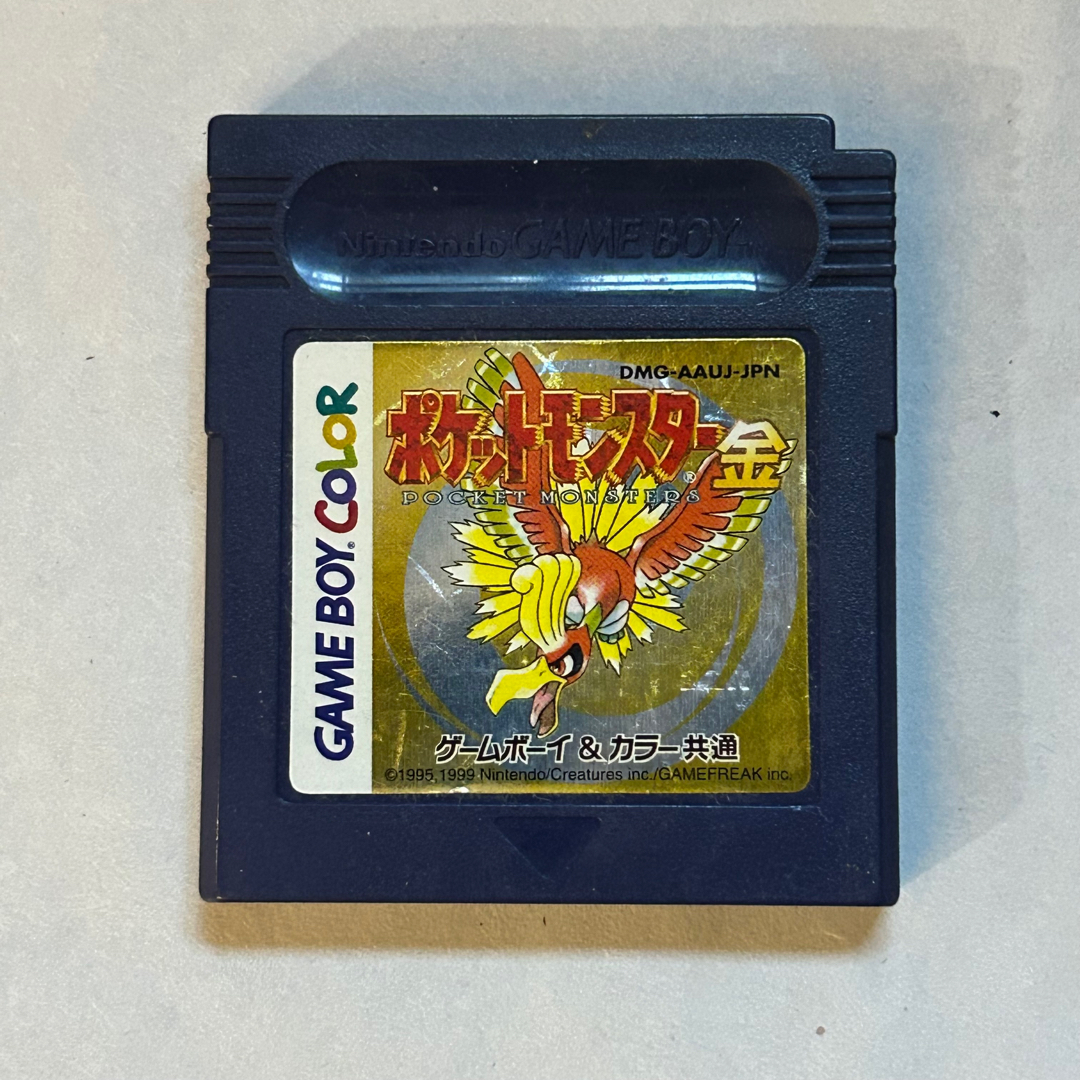 Nintendo GAME BOY™
DMG-AAUJ-JPN
ポケットモンスター金
®
POCKET MONSTERS
GAME BOY® COLOR
ゲームボーイ&カラー共通
©1995,1999 Nintendo/Creatures inc./GAMEFREAK inc.